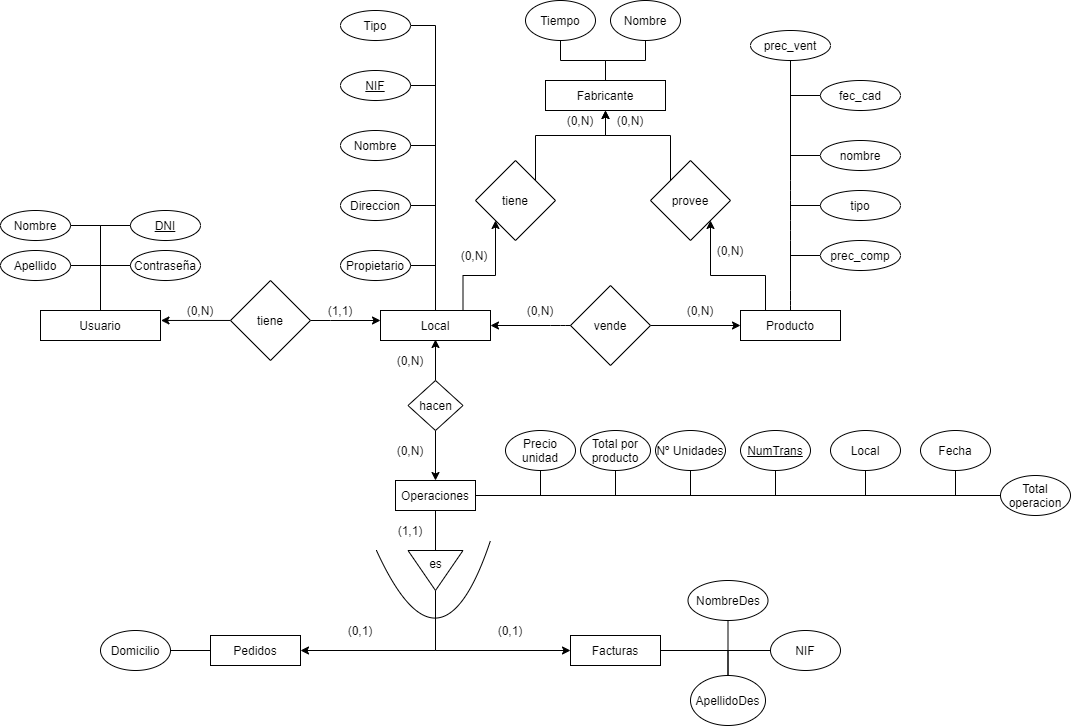 Tiempo
Nombre
Tipo
prec_vent
NIF
Fabricante
fec_cad
(0,N)
(0,N)
Nombre
nombre
tiene
provee
Direccion
tipo
Nombre
DNI
(0,N)
(0,N)
prec_comp
Apellido
Contraseña
Propietario
Usuario
(0,N)
tiene
(1,1)
Local
(0,N)
vende
(0,N)
Producto
(0,N)
hacen
(0,N)
Precio
unidad
Total por
producto
Nº Unidades
NumTrans
Local
Fecha
Operaciones
Total
operacion
(1,1)
es
NombreDes
(0,1)
(0,1)
Domicilio
Pedidos
Facturas
NIF
ApellidoDes